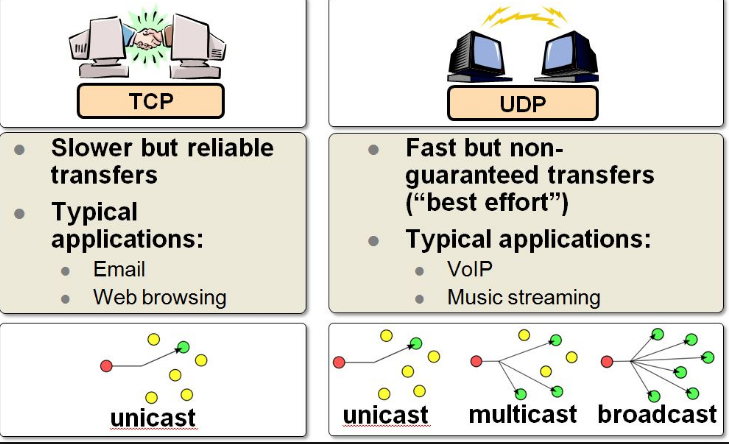 TCP
Slower but reliable
transfers
Typical
applications:
Email
Web browsing
unicast
UDP
Fast but non-
guaranteed transfers
(“best effort”)
Typical applications:
VoIP
Music streaming
unicast
multicast
broadcast